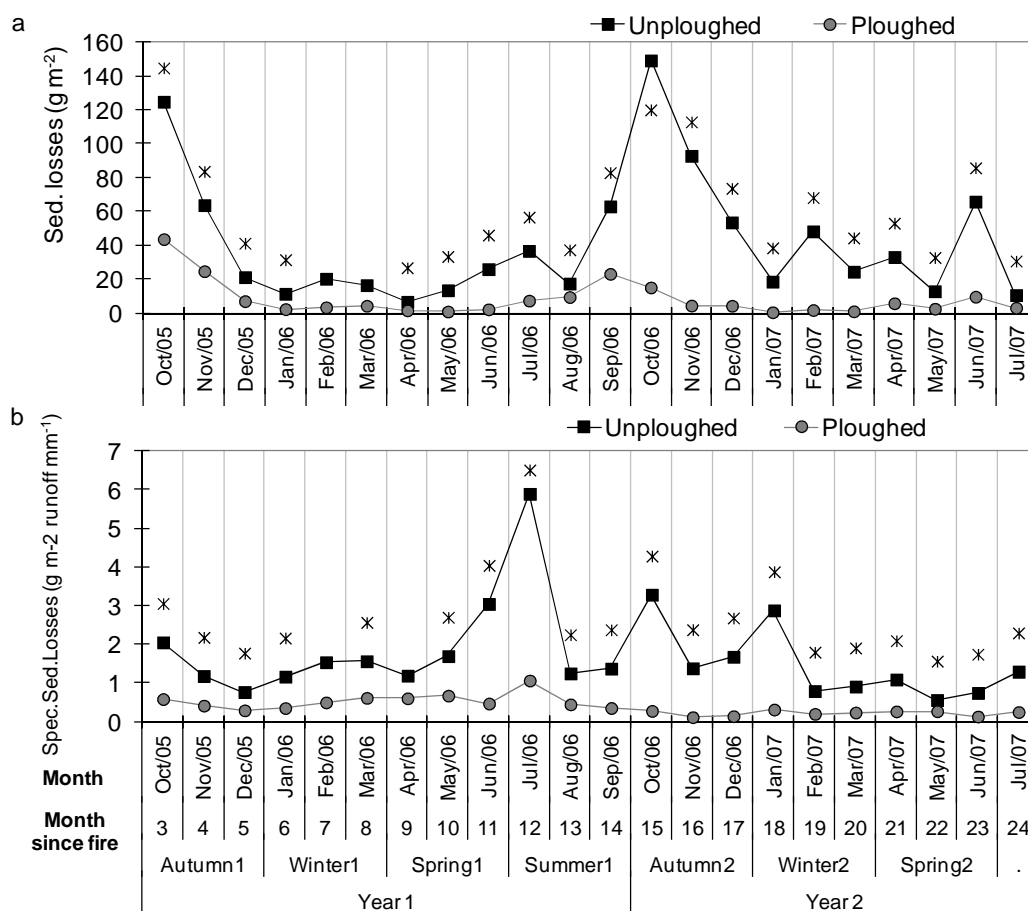 a
Unploughed Ploughed
Sed. losses (g m-2)
160
140
120
100
80
60
40
20
0
Oct/05 Nov/05 Dec/05 Jan/06 Feb/06 Mar/06 Apr/06 May/06 Jun/06 Jul/06 Aug/06 Sep/06 Oct/06 Nov/06 Dec/06 Jan/07 Feb/07 Mar/07 Apr/07 May/07 Jun/07 Jul/07
b
Unploughed Ploughed
Spec.Sed.Losses (g m-2 runoff mm-1)
7
6
5
4
3
2
1
0
Month Oct/05 Nov/05 Dec/05 Jan/06 Feb/06 Mar/06 Apr/06 May/06 Jun/06 Jul/06 Aug/06 Sep/06 Oct/06 Nov/06 Dec/06 Jan/07 Feb/07 Mar/07 Apr/07 May/07 Jun/07 Jul/07
Month
since fire 3 4 5 6 7 8 9 10 11 12 13 14 15 16 17 18 19 20 21 22 23 24
Autumn1 Winter1 Spring1 Summer1 Autumn2 Winter2 Spring2 .
Year 1 Year 2